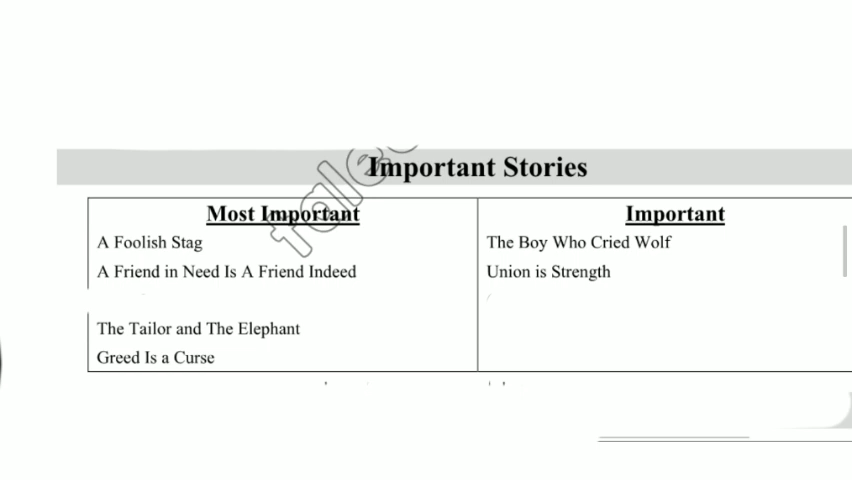 Important Stories
Most Important
A Foolish Stag
A Friend in Need Is A Friend Indeed
The Tailor and The Elephant
Greed Is a Curse
Important
The Boy Who Cried Wolf
Union is Strength